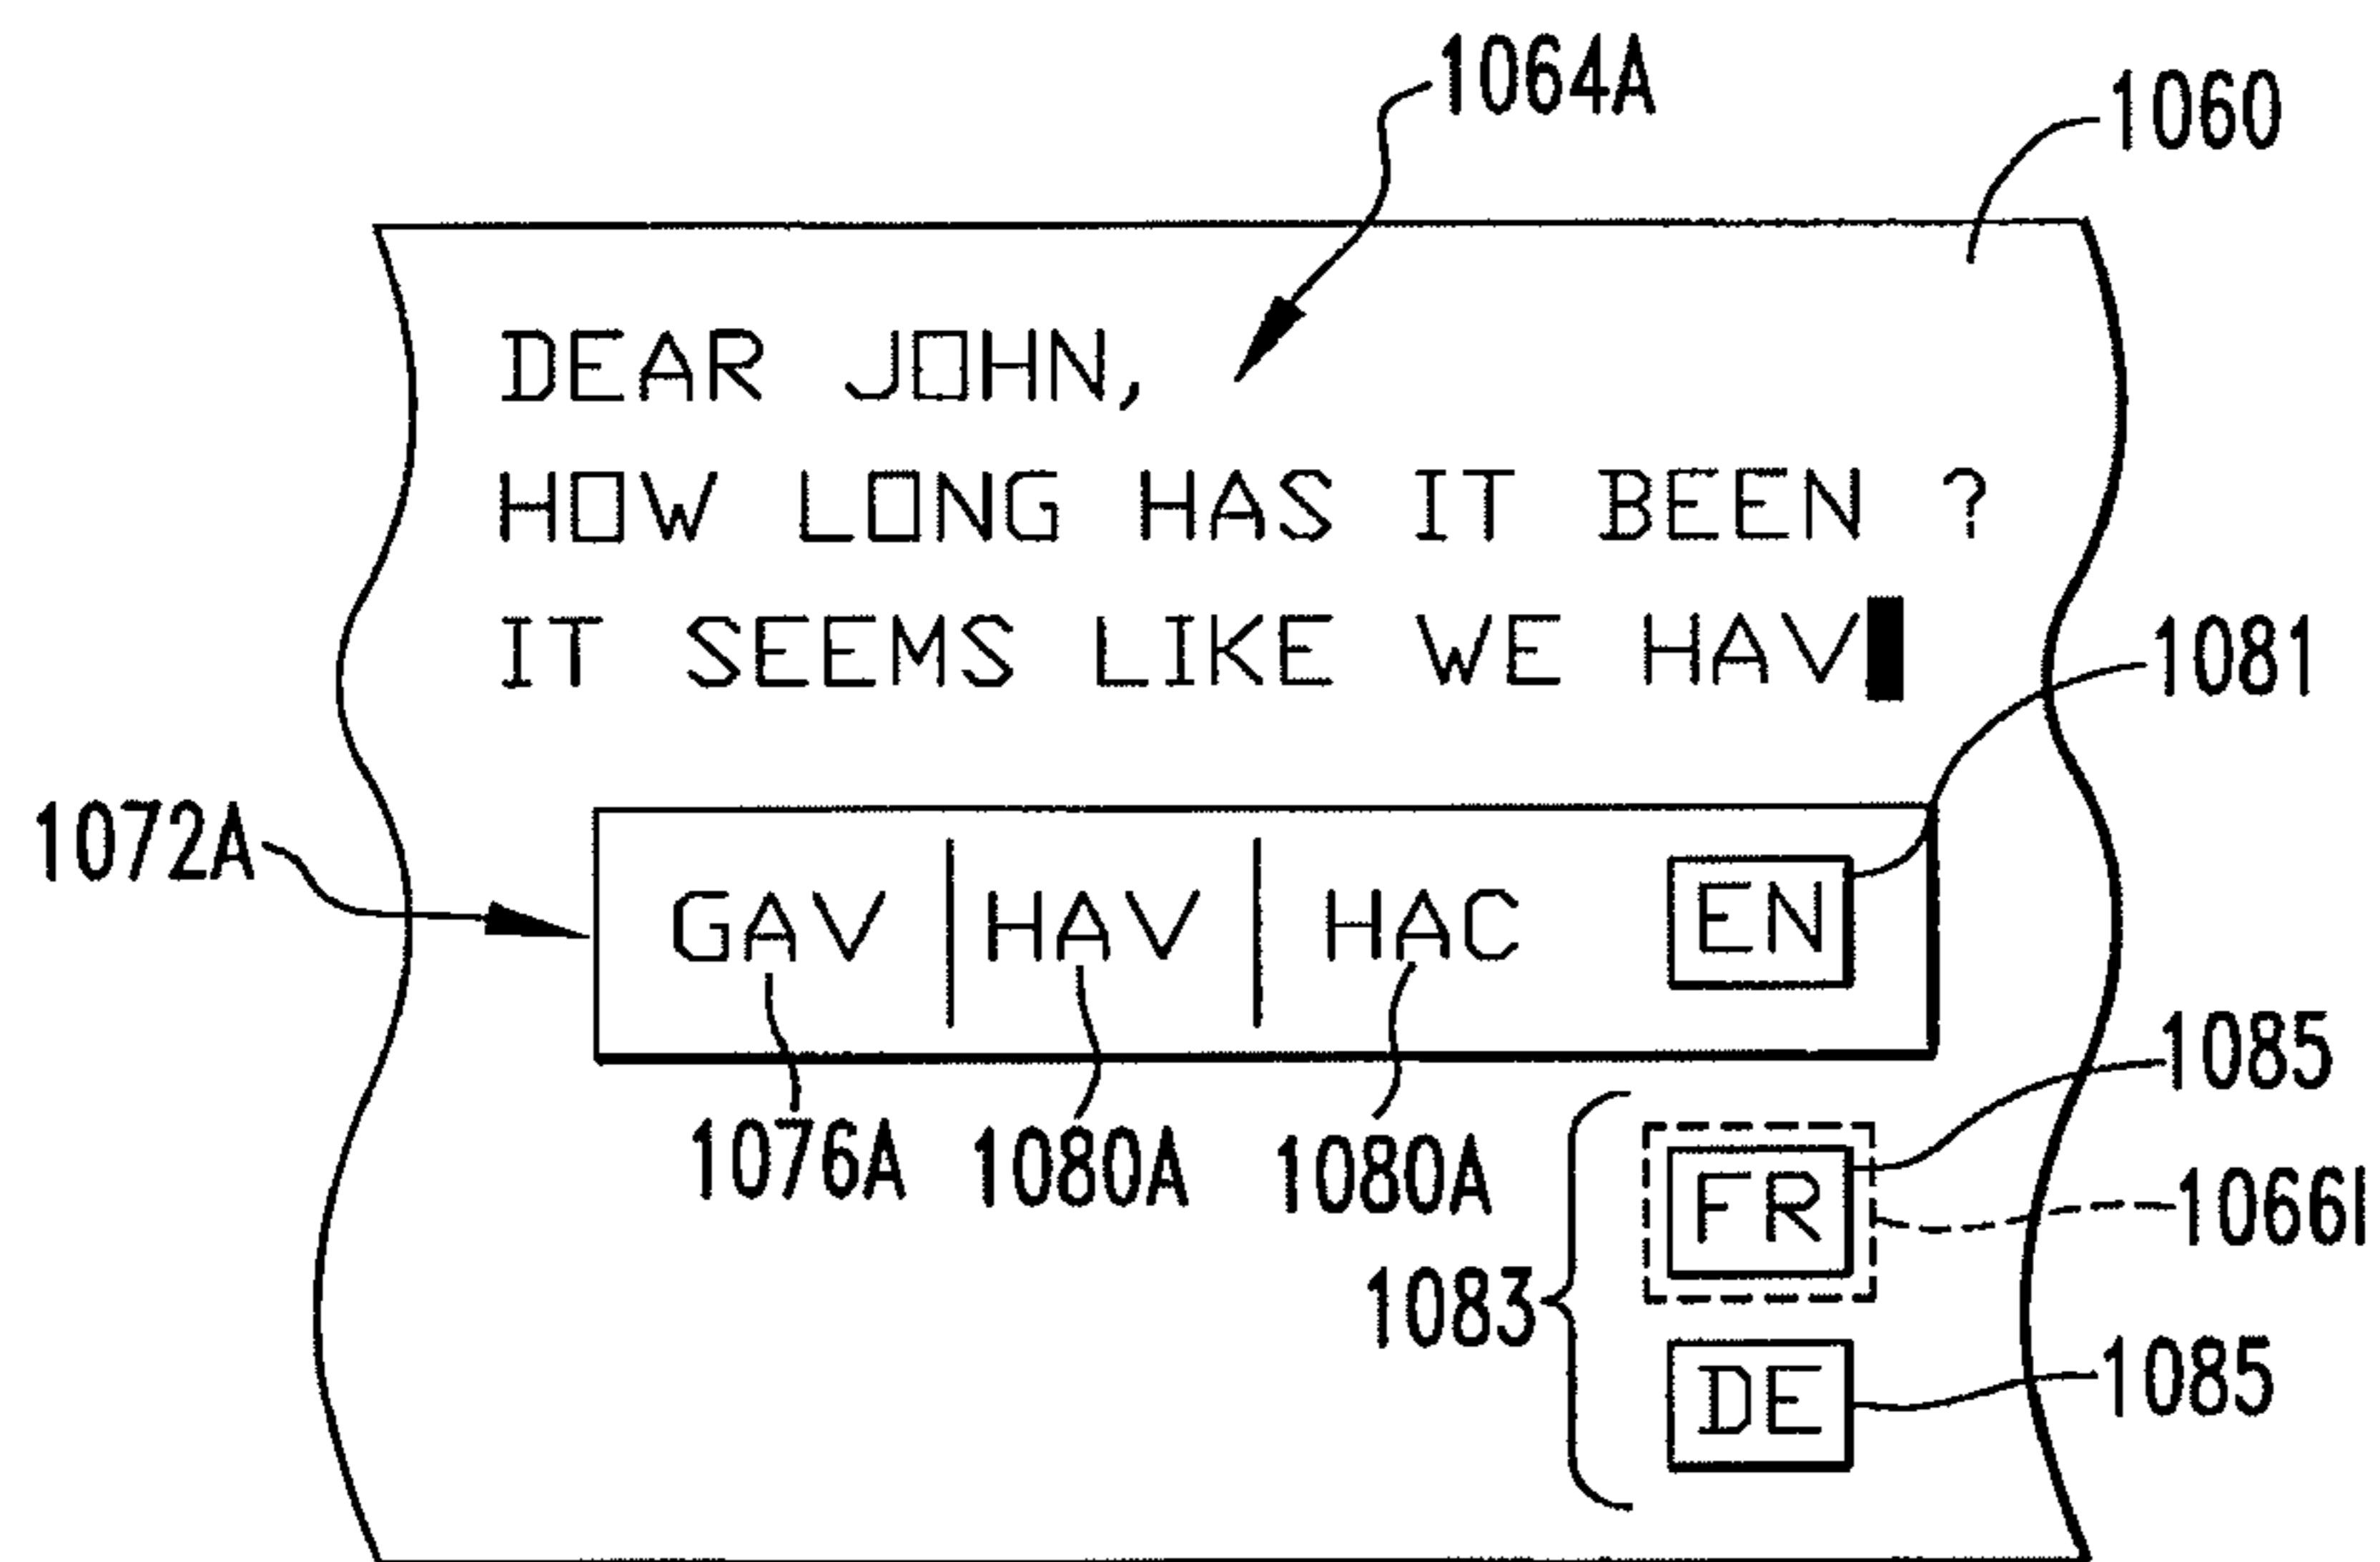 1064A
1060
DEAR JOHN,
HOW LONG HAS IT BEEN ?
IT SEEMS LIKE WE HAV
1081
1072A
GAV HAV HAC EN
1085
1076A 1080A 1080A
FR
1066I
1083
DE
1085